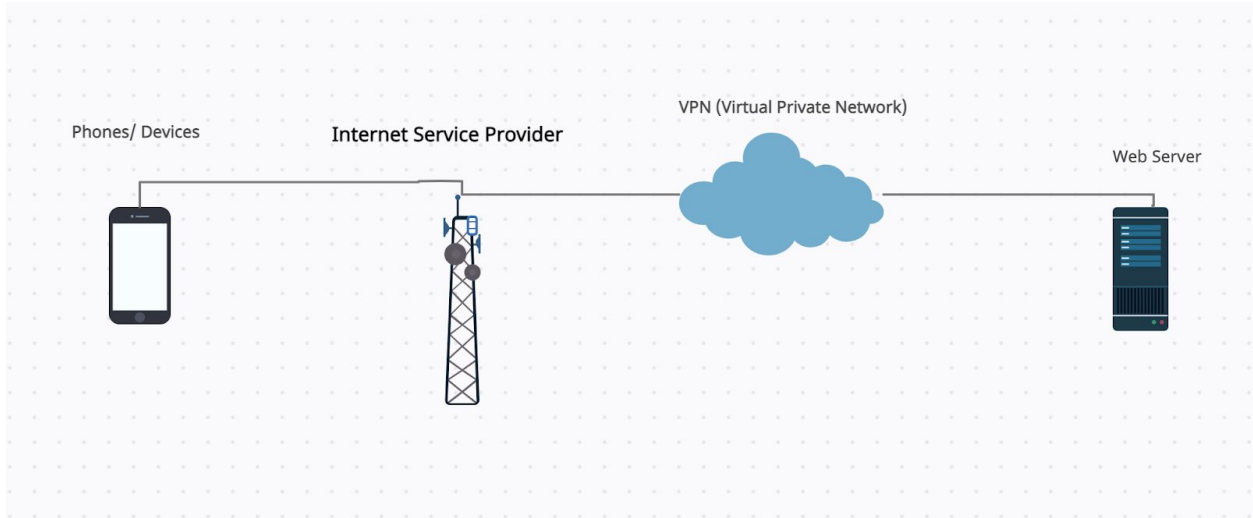 Phones/ Devices
Internet Service Provider
VPN (Virtual Private Network)
Web Server